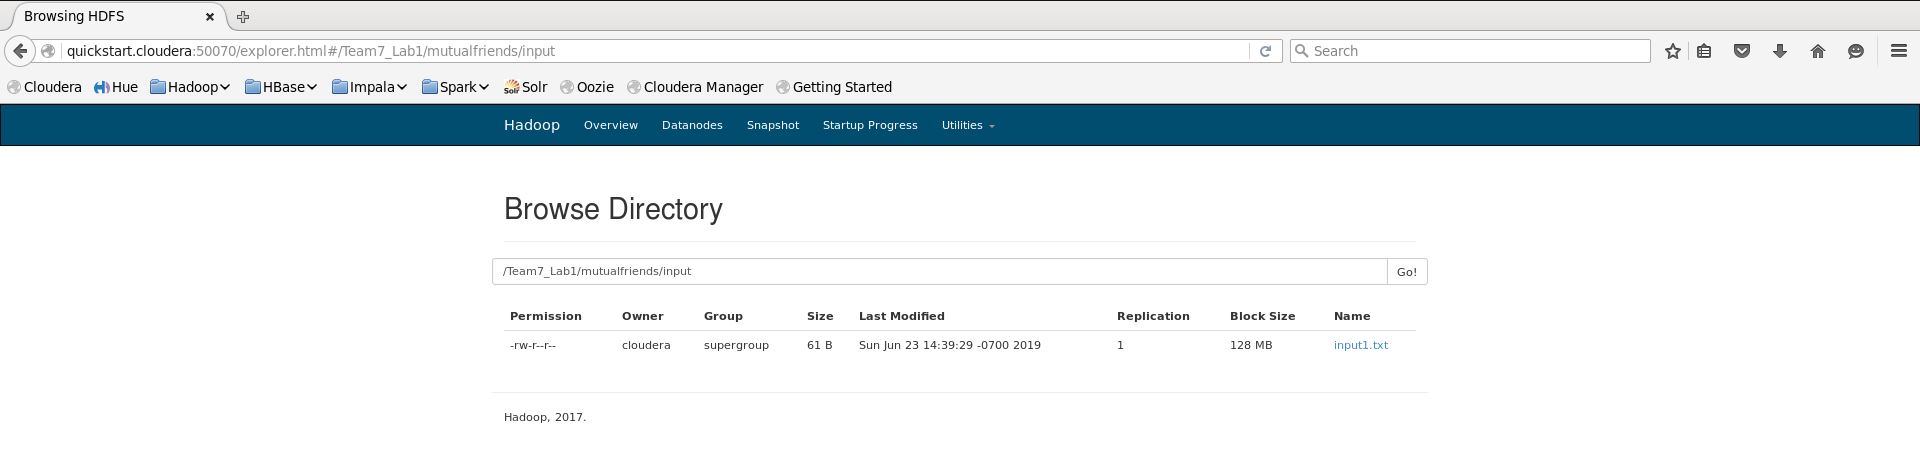 Browsing HDFS
quickstart.cloudera:50070/explorer.html#/Team7_Lab1/mutualfriends/input
Search
Cloudera Hue Hadoop HBase Impala Spark Solr Solr Oozie Cloudera Manager Getting Started
Hadoop Overview Datanodes Snapshot Startup Progress Utilities
Browse Directory
/Team7_Lab1/mutualfriends/input Go!
Permission Owner Group Size Last Modified Replication Block Size Name
-rw-r--r-- cloudera supergroup 61 B Sun Jun 23 14:39:29 -0700 2019 1 128 MB input1.txt
Hadoop, 2017.